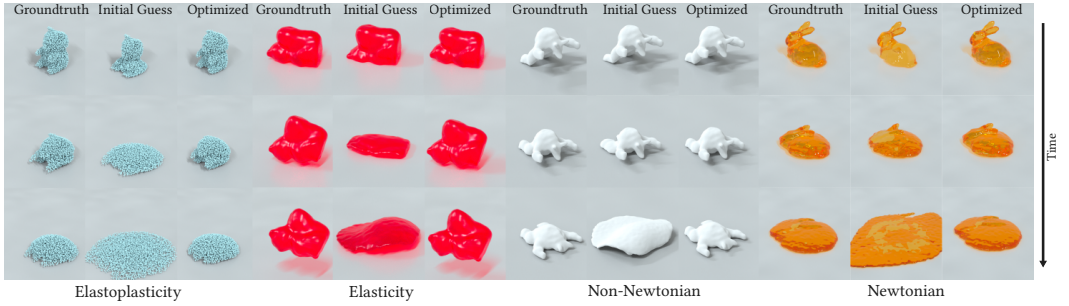 Groundtruth Initial Guess Optimized Groundtruth Initial Guess Optimized Groundtruth Initial Guess Optimized Groundtruth Initial Guess Optimized
Time
Elastoplasticity Elasticity Non-Newtonian Newtonian